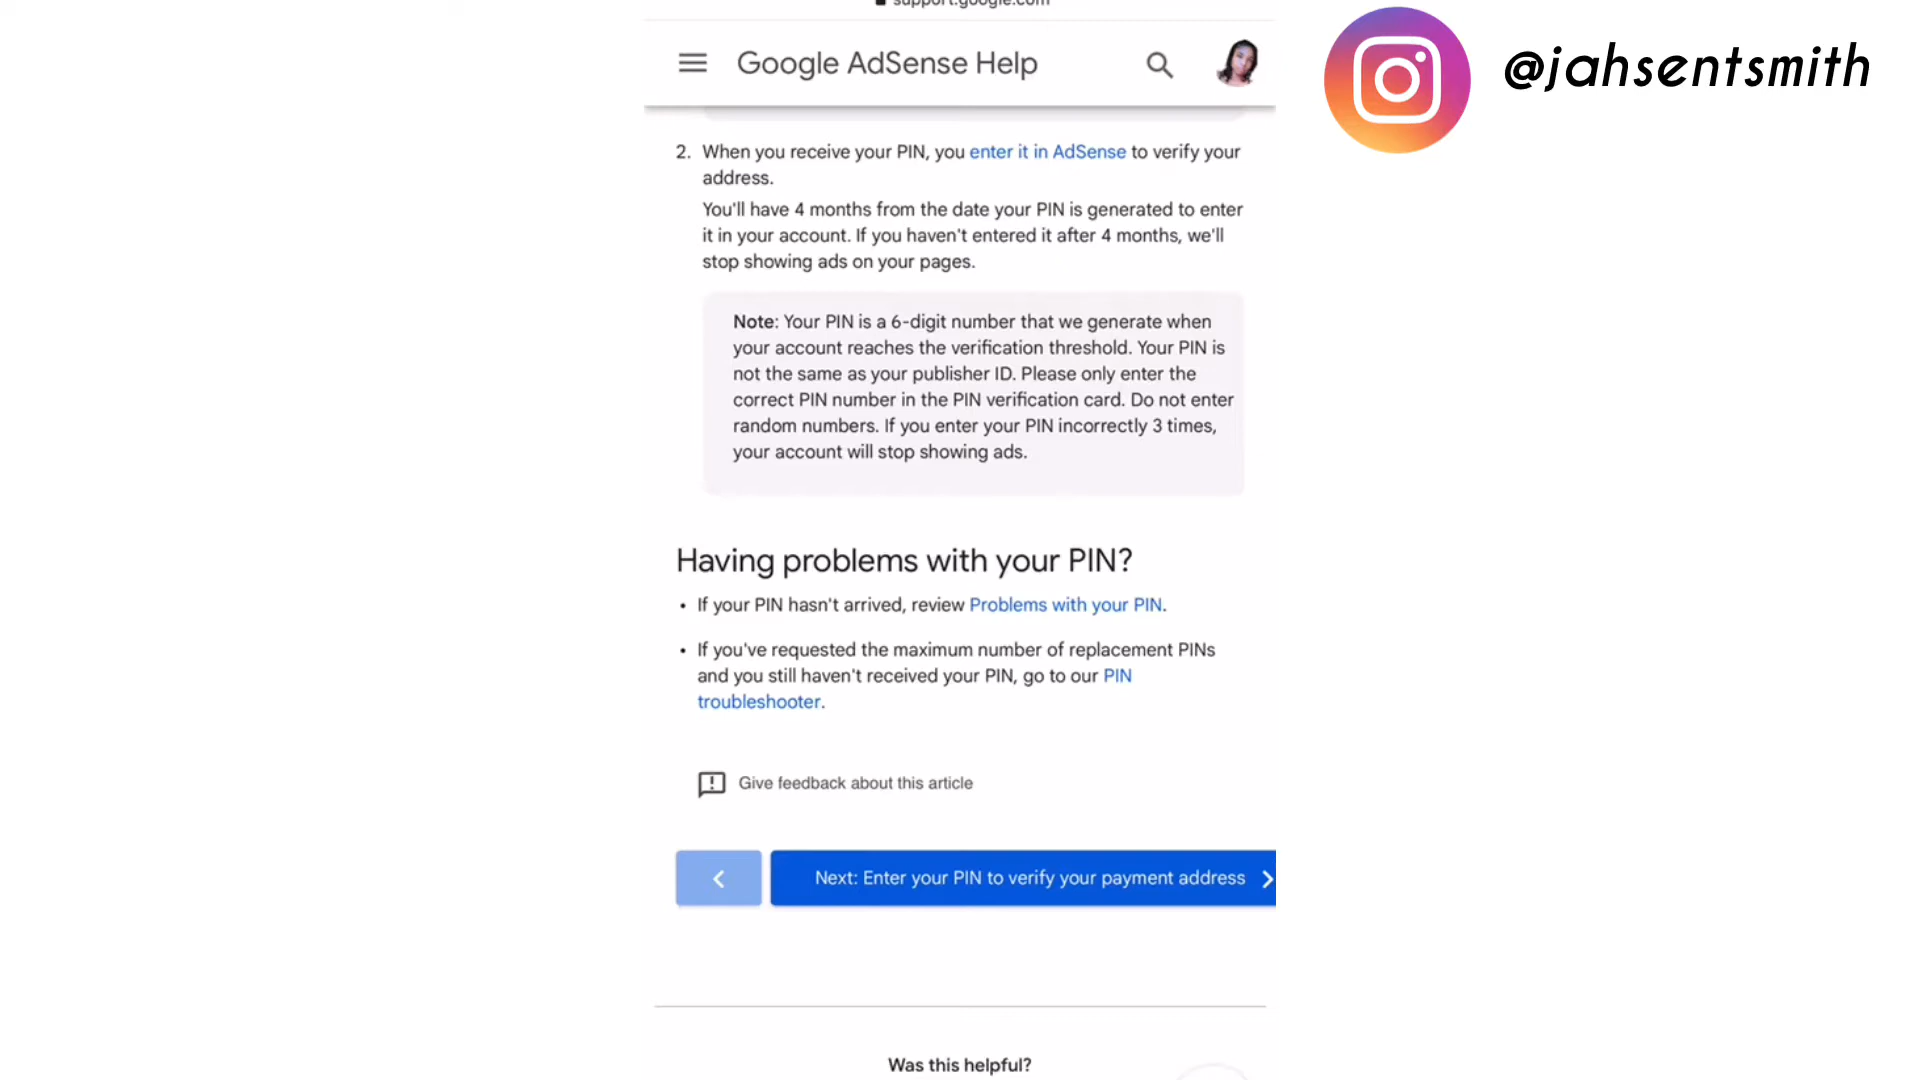 support.google.com
Google AdSense Help
@jahsentsmith
2. When you receive your PIN, you enter it in AdSense to verify your
address.
You'll have 4 months from the date your PIN is generated to enter
it in your account. If you haven't entered it after 4 months, we'll
stop showing ads on your pages.
Note: Your PIN is a 6-digit number that we generate when
your account reaches the verification threshold. Your PIN is
not the same as your publisher ID. Please only enter the
correct PIN number in the PIN verification card. Do not enter
random numbers. If you enter your PIN incorrectly 3 times,
your account will stop showing ads.
Having problems with your PIN?
• If your PIN hasn't arrived, review Problems with your PIN.
• If you've requested the maximum number of replacement PINs
and you still haven't received your PIN, go to our PIN
troubleshooter.
Give feedback about this article
Next: Enter your PIN to verify your payment address
Was this helpful?